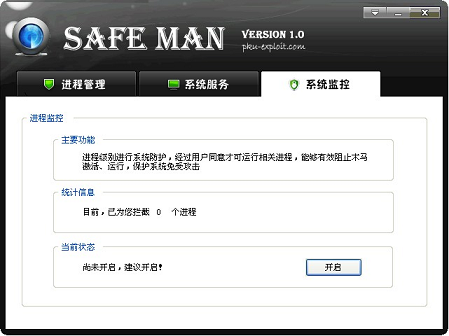 SAFE MAN VERSION 1.0
pku-exploit.com
进程管理 系统服务 系统监控
进程监控
主要功能
进程级别进行系统防护，经过用户同意才可运行相关进程，能够有效阻止木马
激活、运行，保护系统免受攻击
统计信息
目前，已为您拦截 0 个进程
当前状态
尚未开启，建议开启！ 开启